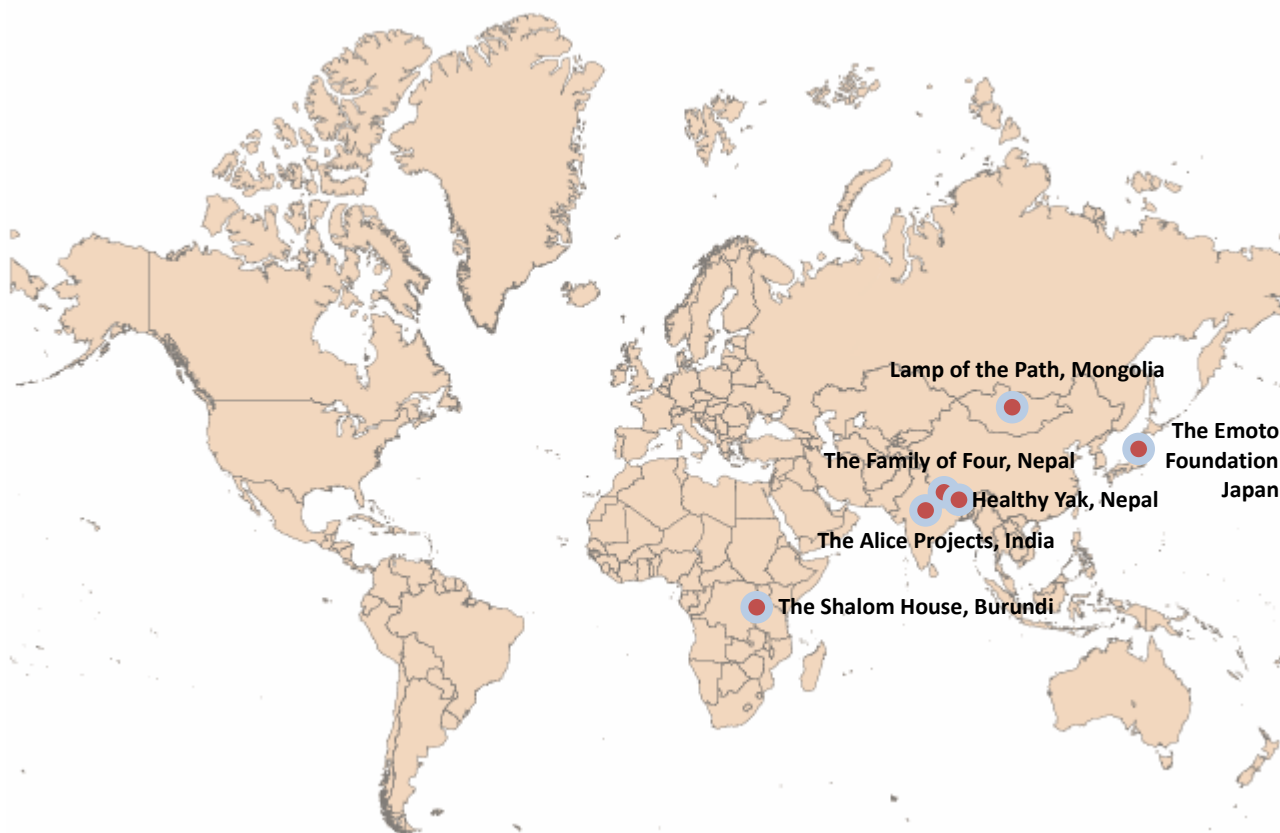 Lamp of the Path, Mongolia
The Emoto
Foundation
Japan
The Family of Four, Nepal
Healthy Yak, Nepal
The Alice Projects, India
The Shalom House, Burundi